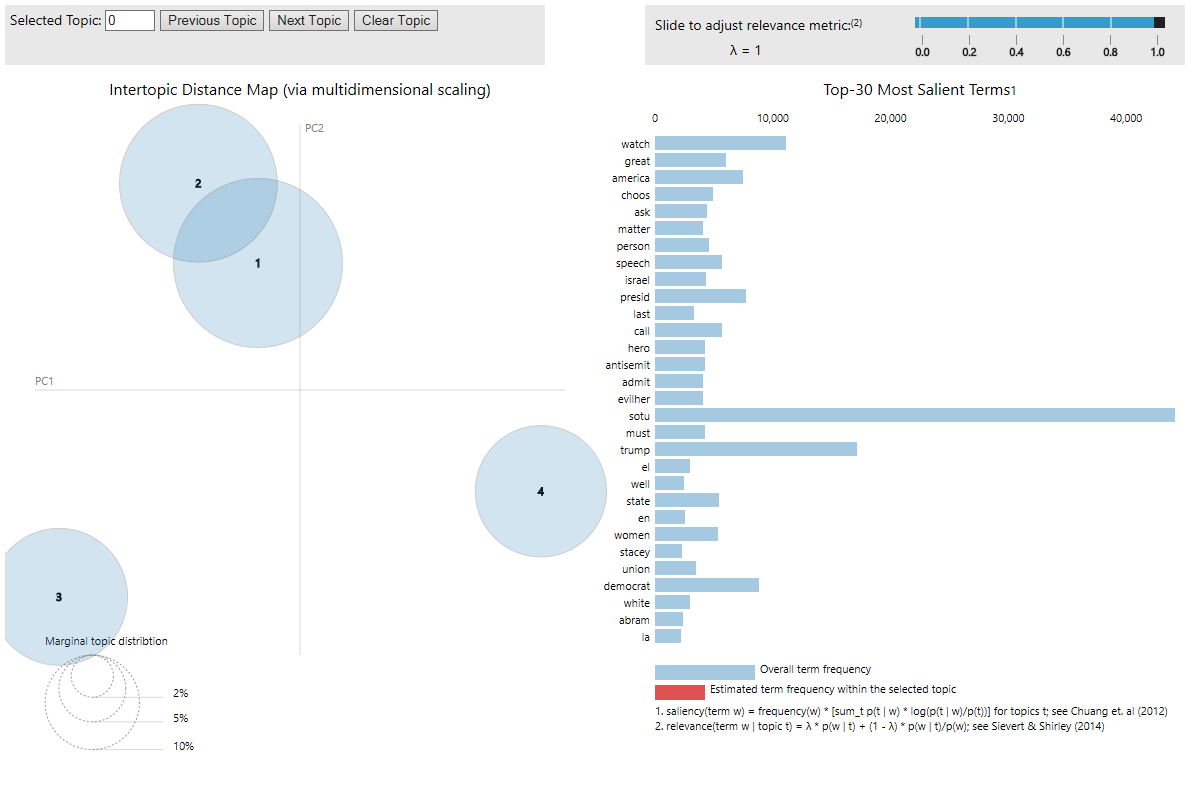 Selected Topic: 0 Previous Topic Next Topic Clear Topic
Slide to adjust relevance metric:(2)
λ = 1
0.0 0.2 0.4 0.6 0.8 1.0
Intertopic Distance Map (via multidimensional scaling)
PC2
2
1
PC1
4
3
Marginal topic distribtion
2%
5%
10%
Top-30 Most Salient Terms1
0 10,000 20,000 30,000 40,000
watch
great
america
choos
ask
matter
person
speech
israel
presid
last
call
hero
antisemit
admit
evilher
sotu
must
trump
el
well
state
en
women
stacey
union
democrat
white
abram
la
Overall term frequency
Estimated term frequency within the selected topic
1. saliency(term w) = frequency(w) * [sum_t p(t | w) * log(p(t | w)/p(t))] for topics t; see Chuang et. al (2012)
2. relevance(term w | topic t) = λ * p(w | t) + (1 - λ) * p(w | t)/p(w); see Sievert & Shirley (2014)